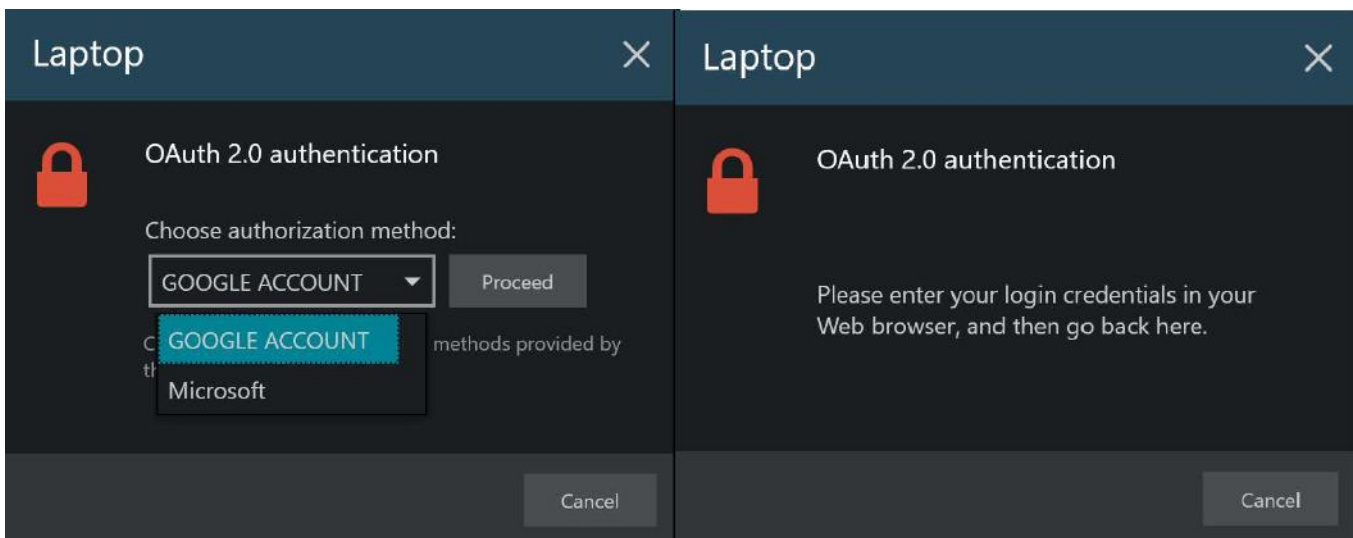 Laptop
OAuth 2.0 authentication
Choose authorization method:
GOOGLE ACCOUNT
Proceed
GOOGLE ACCOUNT
Microsoft
methods provided by
Cancel
Laptop
OAuth 2.0 authentication
Please enter your login credentials in your
Web browser, and then go back here.
Cancel